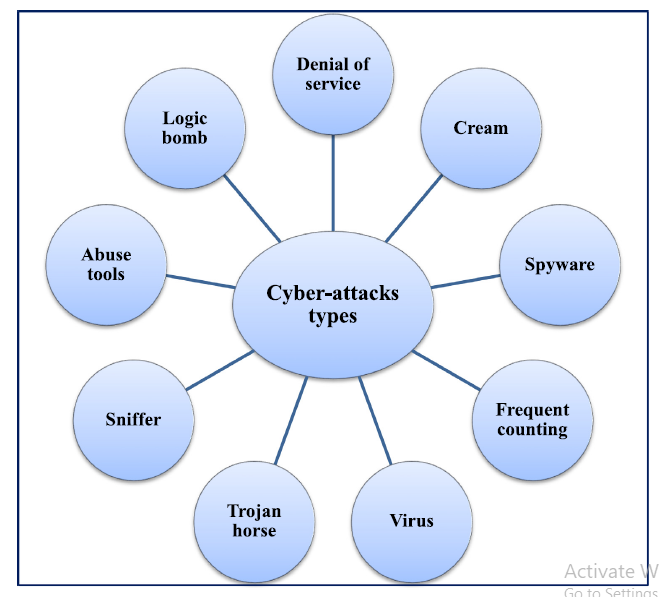 Denial of
service
Logic
bomb
Cream
Abuse
tools
Spyware
Cyber-attacks
types
Sniffer
Frequent
counting
Trojan
horse
Virus
Activate W
Go to Settings